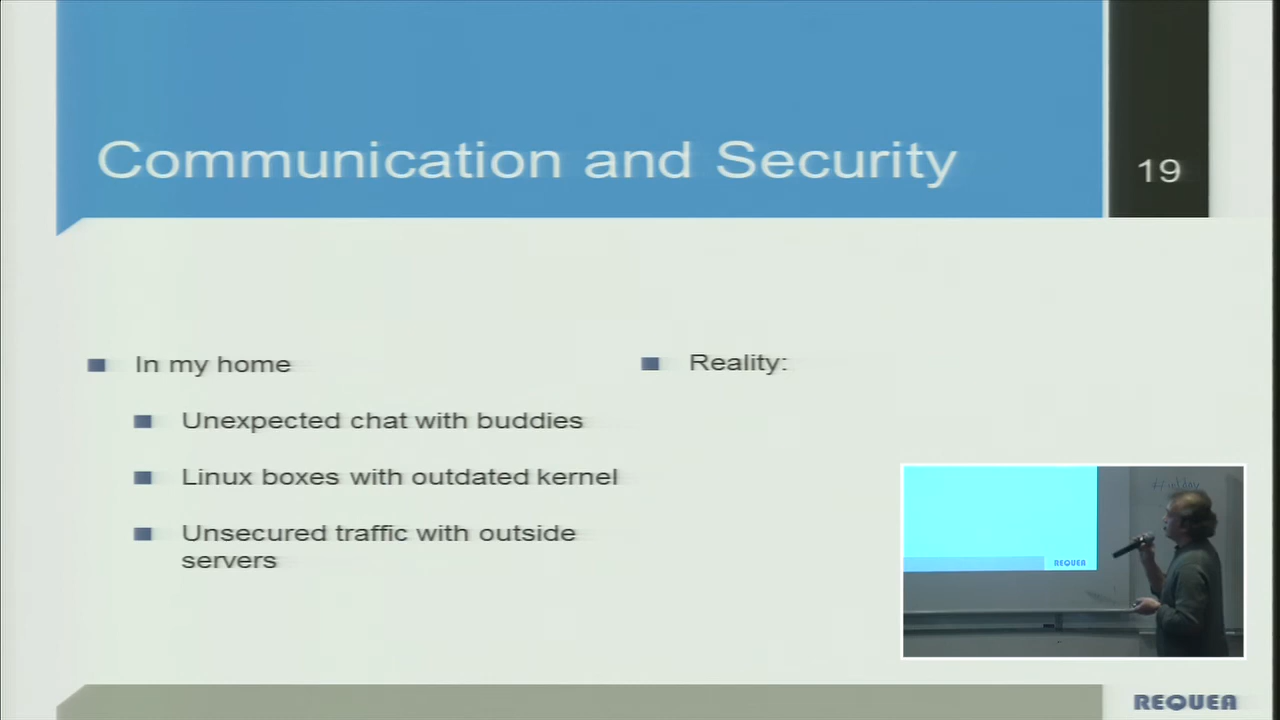 Communication and Security
19
In my home
Unexpected chat with buddies
Linux boxes with outdated kernel
Unsecured traffic with outside
servers
Reality:
REQUEA
REQUEA